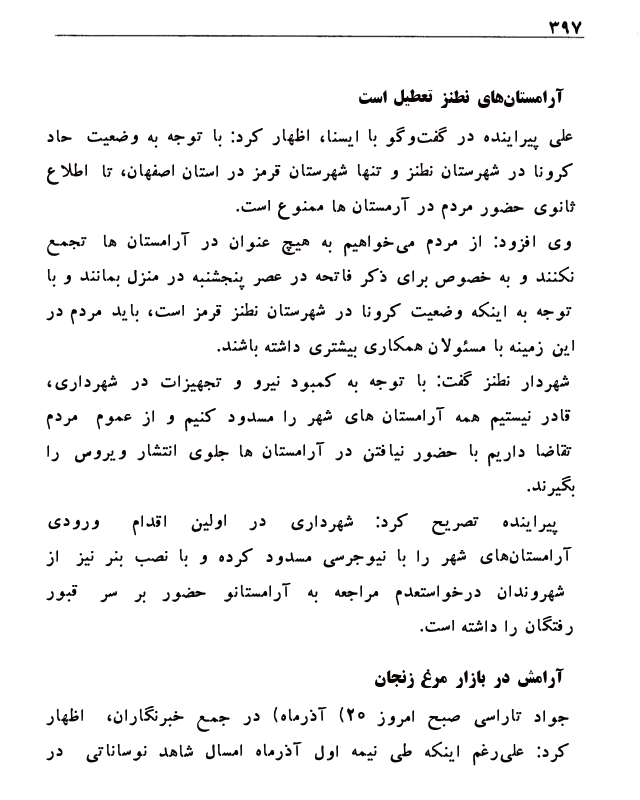 ۳۹۷
آرامستان‌های نطنز تعطیل است
علی پیراینده در گفت‌وگو با ایسنا، اظهار کرد: با توجه به وضعیت حاد
کرونا در شهرستان نطنز و تنها شهرستان قرمز در استان اصفهان، تا اطلاع
ثانوی حضور مردم در آرمستان ها ممنوع است.
وی افزود: از مردم می‌خواهیم به هیچ عنوان در آرامستان ها تجمع
نکنند و به خصوص برای ذکر فاتحه در عصر پنجشنبه در منزل بمانند و با
توجه به اینکه وضعیت کرونا در شهرستان نطنز قرمز است، باید مردم در
این زمینه با مسئولان همکاری بیشتری داشته باشند.
شهردار نطنز گفت: با توجه به کمبود نیرو و تجهیزات در شهرداری،
قادر نیستیم همه آرامستان های شهر را مسدود کنیم و از عموم مردم
تقاضا داریم با حضور نیافتن در آرامستان ها جلوی انتشار ویروس را
بگیرند.
پیراینده تصریح کرد: شهرداری در اولین اقدام ورودی
آرامستان‌های شهر را با نیوجرسی مسدود کرده و با نصب بنر نیز از
شهروندان درخواستعدم مراجعه به آرامستانو حضور بر سر قبور
رفتگان را داشته است.
آرامش در بازار مرغ زنجان
جواد تاراسی صبح امروز ۲۰) آذرماه) در جمع خبرنگاران، اظهار
کرد: علی‌رغم اینکه طی نیمه اول آذرماه امسال شاهد نوساناتی در